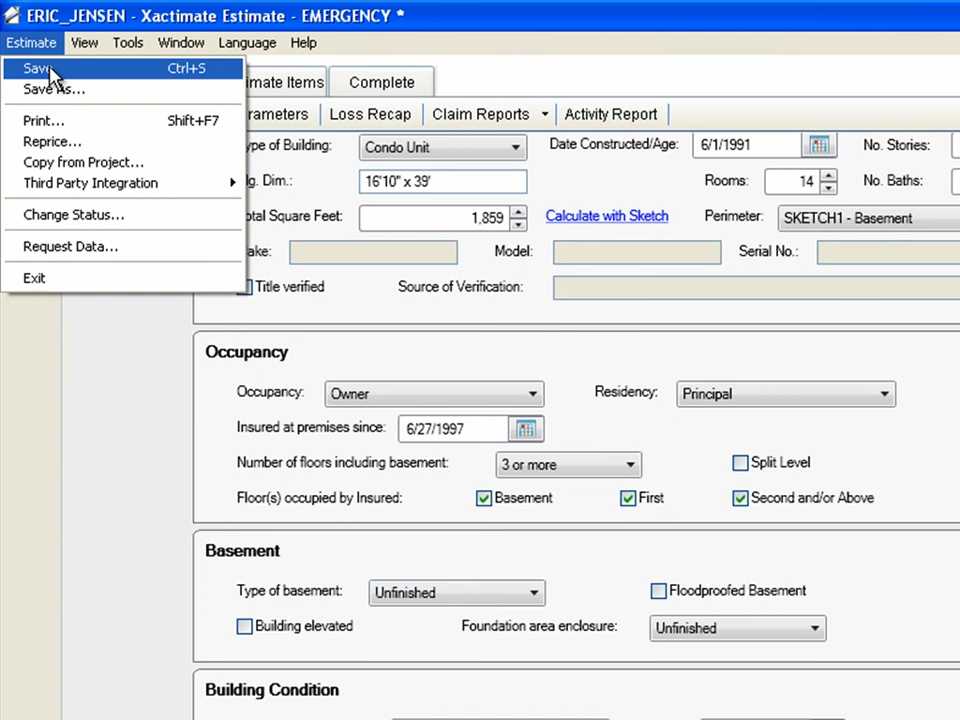 ERIC_JENSEN - Xactimate Estimate - EMERGENCY *
Estimate View Tools Window Language Help
Save Ctrl+S
Save As...
Print... Shift+F7
Reprice...
Copy from Project...
Third Party Integration
Change Status...
Request Data...
Exit
imate Items Complete
rameters Loss Recap Claim Reports Activity Report
ype of Building: Condo Unit Date Constructed/Age: 6/1/1991 No. Stories:
g. Dim.: 16'10" x 39' Rooms: 14 No. Baths:
otal Square Feet: 1,859 Calculate with Sketch Perimeter: SKETCH1 - Basement
ake: Model: Serial No.:
Title verified Source of Verification:
Occupancy
Occupancy: Owner Residency: Principal
Insured at premises since: 6/27/1997
Number of floors including basement: 3 or more Split Level
Floor(s) occupied by Insured: Basement First Second and/or Above
Basement
Type of basement: Unfinished Floodproofed Basement
Building elevated Foundation area enclosure: Unfinished
Building Condition